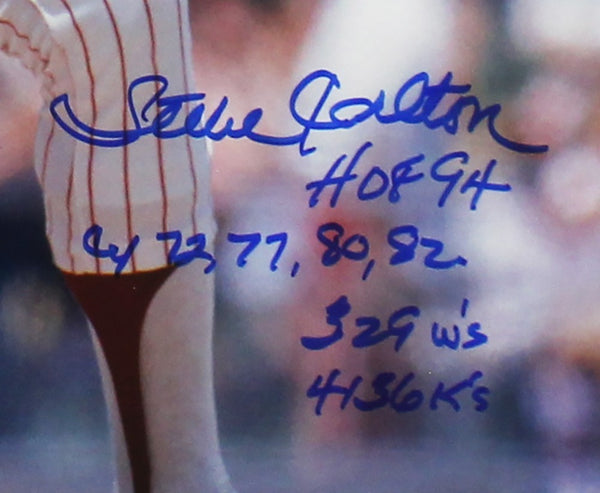 Steve Carlton
HOF 94
Cy 72, 77, 80, 82.
329 W's
4136 K's